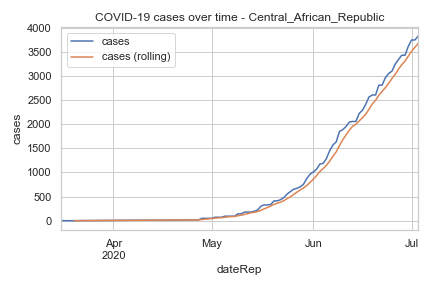 COVID-19 cases over time - Central_African_Republic
cases
cases (rolling)
4000
3500
3000
2500
2000
1500
1000
500
0
cases
Apr
2020
May
Jun
Jul
dateRep